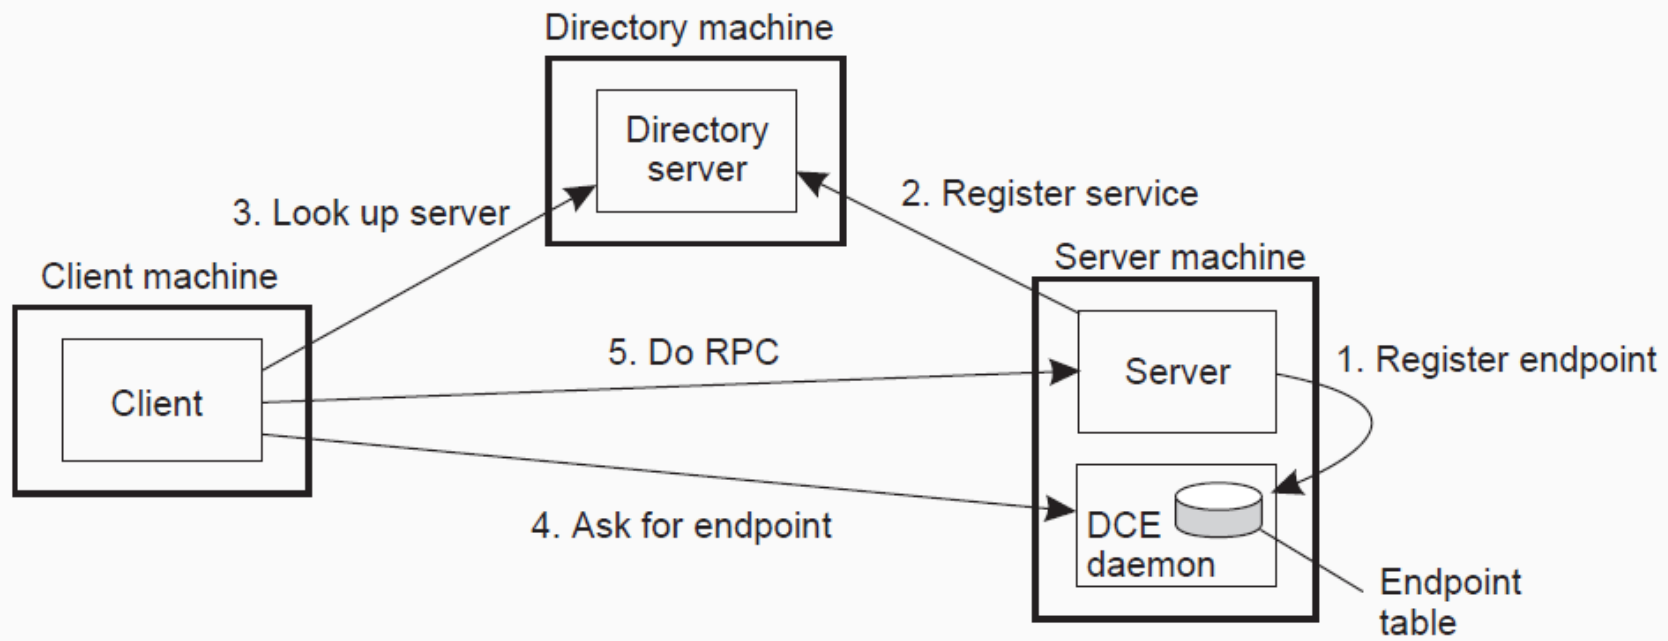 Directory machine
Directory
server
2. Register service
3. Look up server
Server machine
Client machine
5. Do RPC
1. Register endpoint
Server
Client
4. Ask for endpoint
DCE
daemon
Endpoint
table